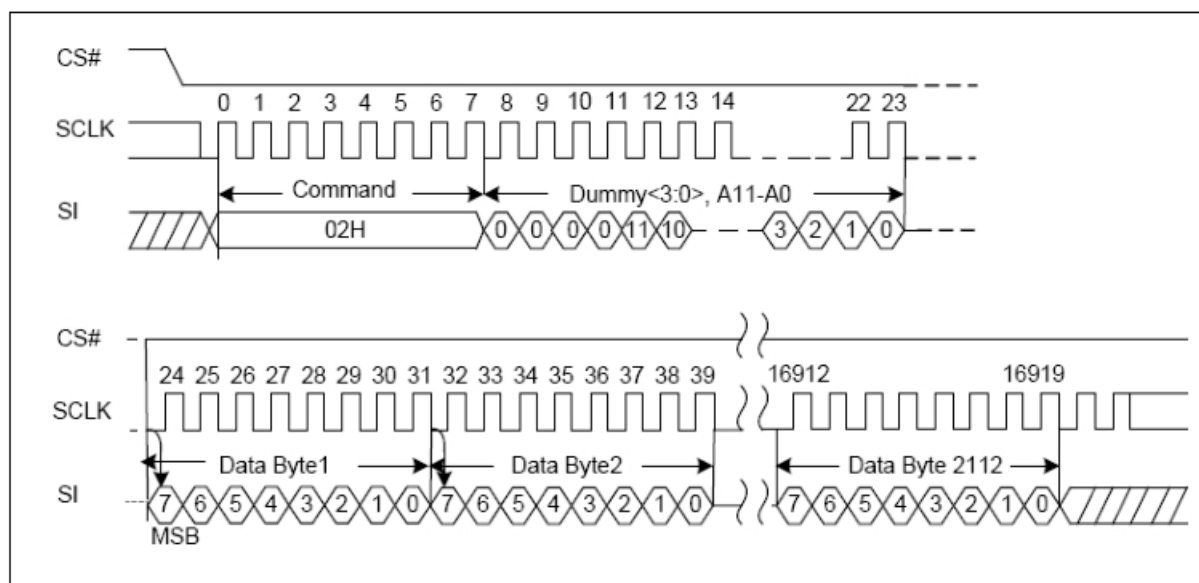 CS#
0 1 2 3 4 5 6 7 8 9 10 11 12 13 14 22 23
SCLK
Command Dummy<3:0>, A11-A0
SI
02H 0 0 0 0 11 10 3 2 1 0
CS#
24 25 26 27 28 29 30 31 32 33 34 35 36 37 38 39 16912 16919
SCLK
Data Byte1 Data Byte2 Data Byte 2112
SI
7 6 5 4 3 2 1 0 7 6 5 4 3 2 1 0 7 6 5 4 3 2 1 0
MSB